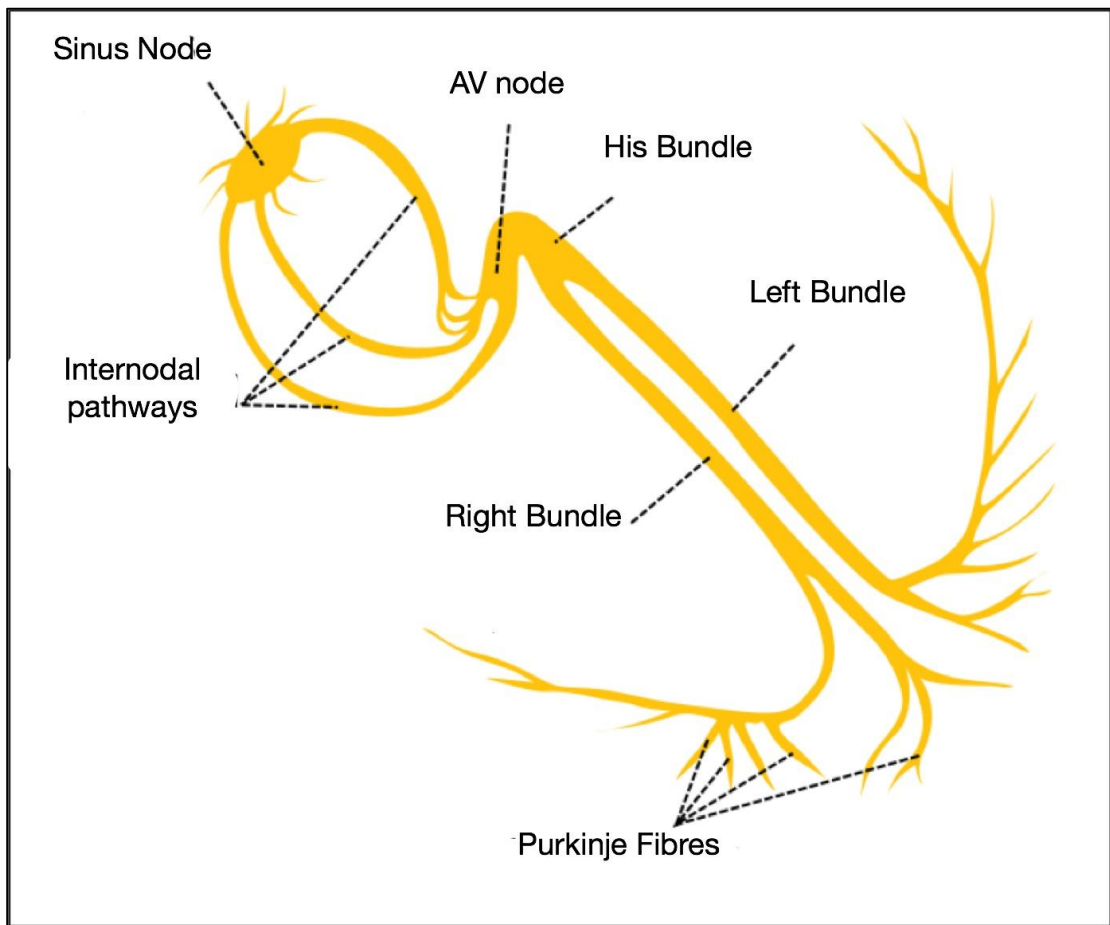 Sinus Node
AV node
His Bundle
Left Bundle
Internodal
pathways
Right Bundle
Purkinje Fibres